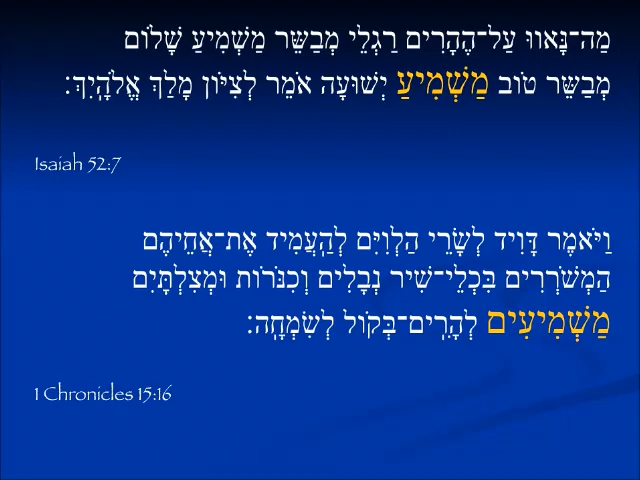 מַה־נָּאווּ עַל־הֶהָרִים רַגְלֵי מְבַשֵּׂר מַשְׁמִיעַ שָׁלוֹם
מְבַשֵּׂר טוֹב מַשְׁמִיעַ יְשׁוּעָה אֹמֵר לְצִיּוֹן מָלַךְ אֱלֹהָיִךְ׃
Isaiah 52:7
וַיֹּאמֶר דָּוִיד לְשָׂרֵי הַלְוִיִּם לְהַעֲמִיד אֶת־אֲחֵיהֶם
הַמְשֹׁרְרִים בִּכְלֵי־שִׁיר נְבָלִים וְכִנֹּרוֹת וּמְצִלְתָּיִם
מַשְׁמִיעִים לְהָרִים־בְּקוֹל לְשִׂמְחָה׃
1 Chronicles 15:16